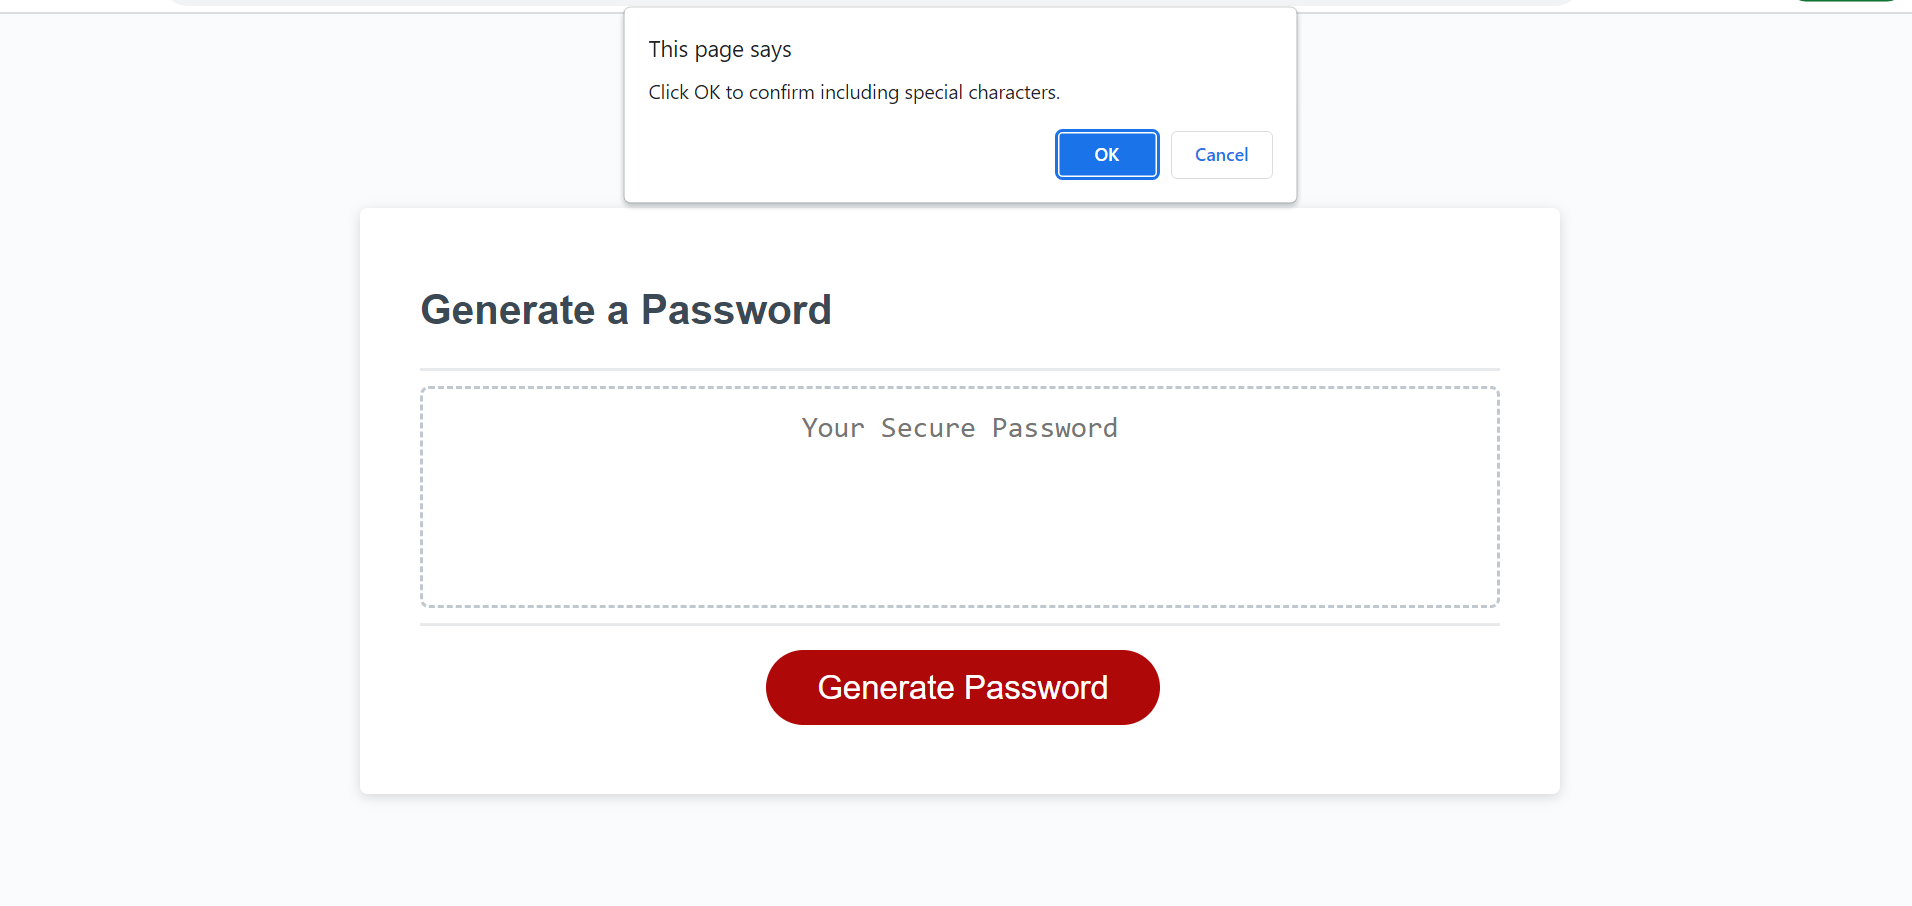 This page says
Click OK to confirm including special characters.
OK Cancel
Generate a Password
Your Secure Password
Generate Password